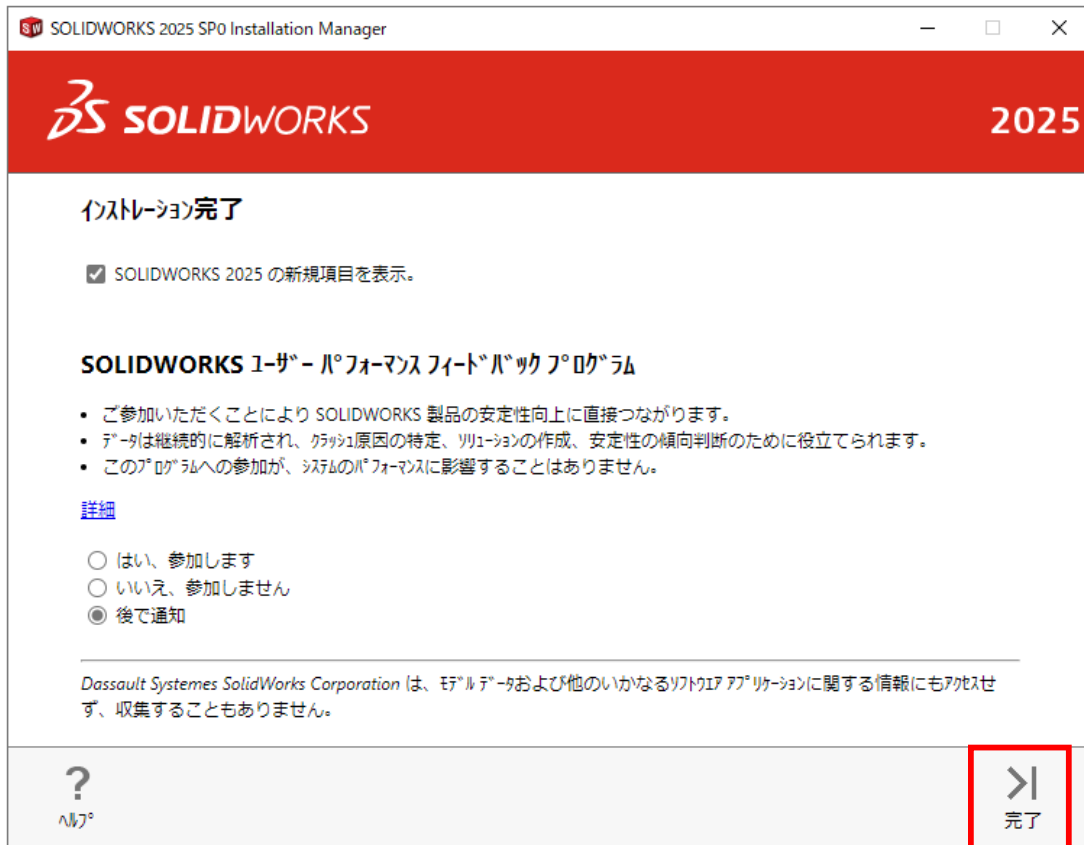 SOLIDWORKS 2025 SP0 Installation Manager
SOLIDWORKS
2025
ｲﾝｽﾄﾚｰｼｮﾝ完了
SOLIDWORKS 2025 の新規項目を表示。
SOLIDWORKS ﾕｰｻﾞｰ ﾊﾟﾌｫｰﾏﾝｽ ﾌｨｰﾄﾞﾊﾞｯｸ ﾌﾟﾛｸﾞﾗﾑ
• ご参加いただくことにより SOLIDWORKS 製品の安定性向上に直接つながります。
• ﾃﾞｰﾀは継続的に解析され、ｸﾗｯｼｭ原因の特定、ｿﾘｭｰｼｮﾝの作成、安定性の傾向判断のために役立てられます。
• このﾌﾟﾛｸﾞﾗﾑへの参加が、ｼｽﾃﾑのﾊﾟﾌｫｰﾏﾝｽに影響することはありません。
詳細
はい、参加します
いいえ、参加しません
後で通知
Dassault Systemes SolidWorks Corporation は、ﾓﾃﾞﾙ ﾃﾞｰﾀおよび他のいかなるｿﾌﾄｳｴｱ ｱﾌﾟﾘｹｰｼｮﾝに関する情報にもｱｸｾｽせ
ず、収集することもありません。
?
ﾍﾙﾌﾟ
完了